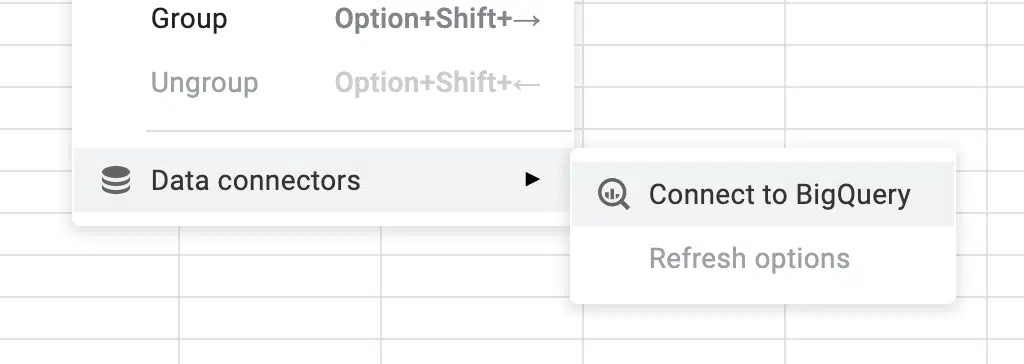 Group Option+Shift+→
Ungroup Option+Shift+←
Data connectors ►
Connect to BigQuery
Refresh options